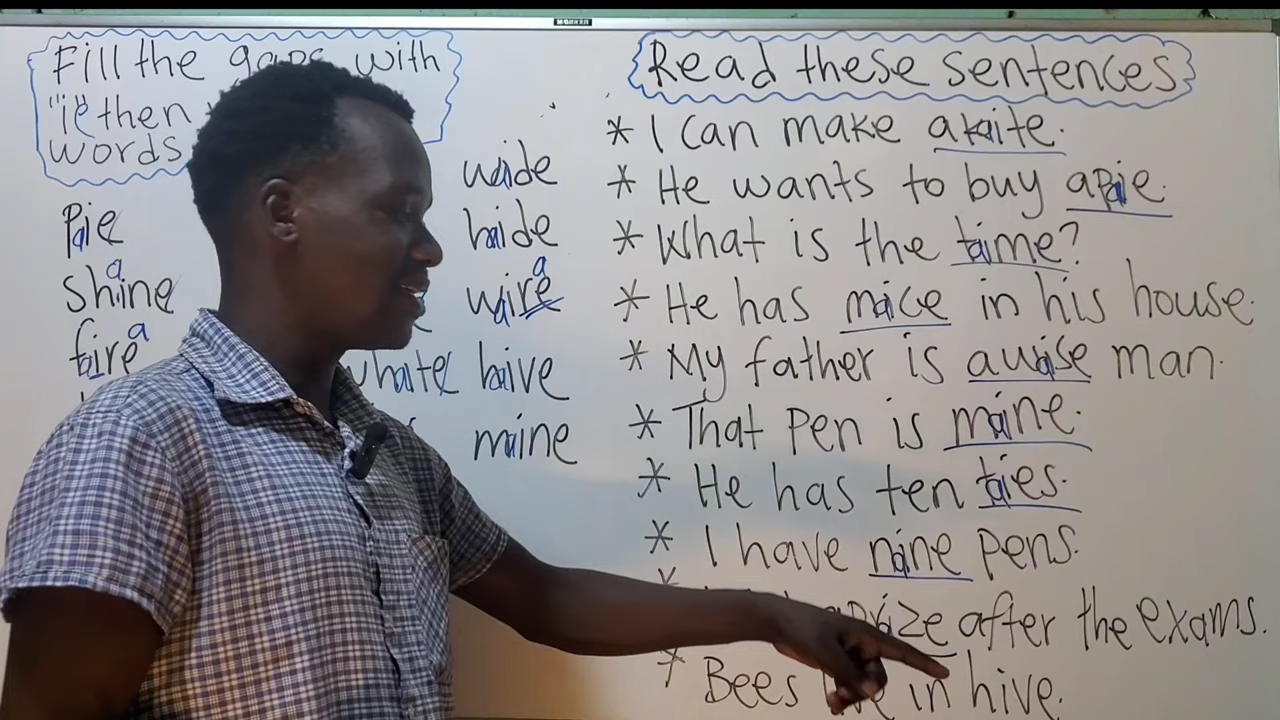 Fill the gaps with
"i" then
words
Pie
shine
fire
wide
hide
wire
white hive
mine
Read these sentences
* I can make a kite.
* He wants to buy a pie.
* What is the time?
* He has mice in his house.
* My father is a wise man.
* That pen is mine.
* He has ten ties.
* I have nine pens.
* prize after the exams.
* Bees in hive.